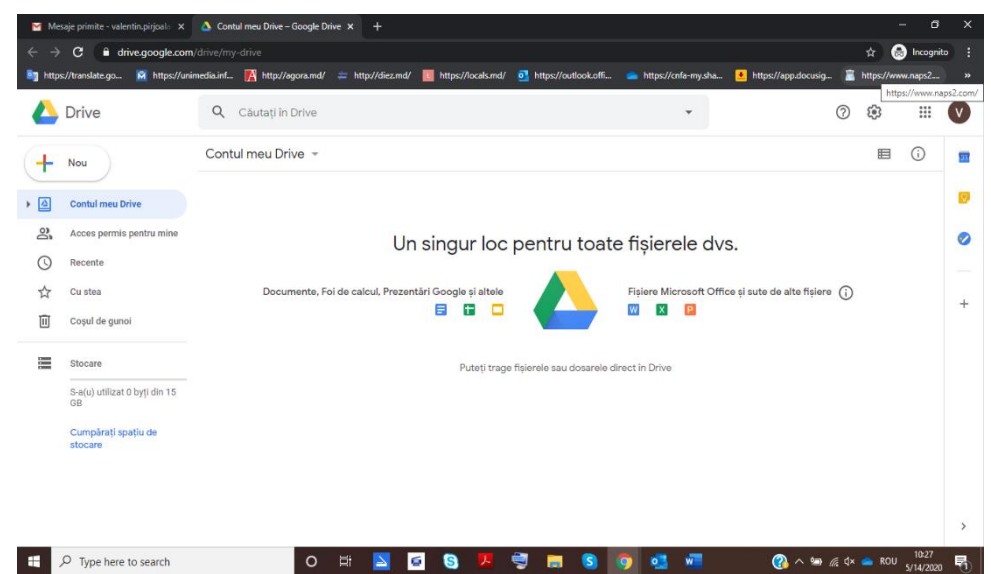 Mesaje primite - valentin.pirjoale
Contul meu Drive – Google Drive
drive.google.com/drive/my-drive
Incognito
https://translate.go...
https://unimedia.inf...
http://agora.md/
http://diez.md/
https://locals.md/
https://outlook.offi...
https://cnfa-my.sha...
https://app.docusig...
https://www.naps2...
https://www.naps2.com/
Drive
Căutați în Drive
V
Nou
Contul meu Drive
31
Contul meu Drive
Acces permis pentru mine
Recente
Cu stea
Coșul de gunoi
Stocare
S-a(u) utilizat 0 byți din 15
GB
Cumpărați spațiu de
stocare
Un singur loc pentru toate fișierele dvs.
Documente, Foi de calcul, Prezentări Google și altele
Fișiere Microsoft Office și sute de alte fișiere
W X P
Puteți trage fișierele sau dosarele direct în Drive
Type here to search
ROU
10:27
5/14/2020